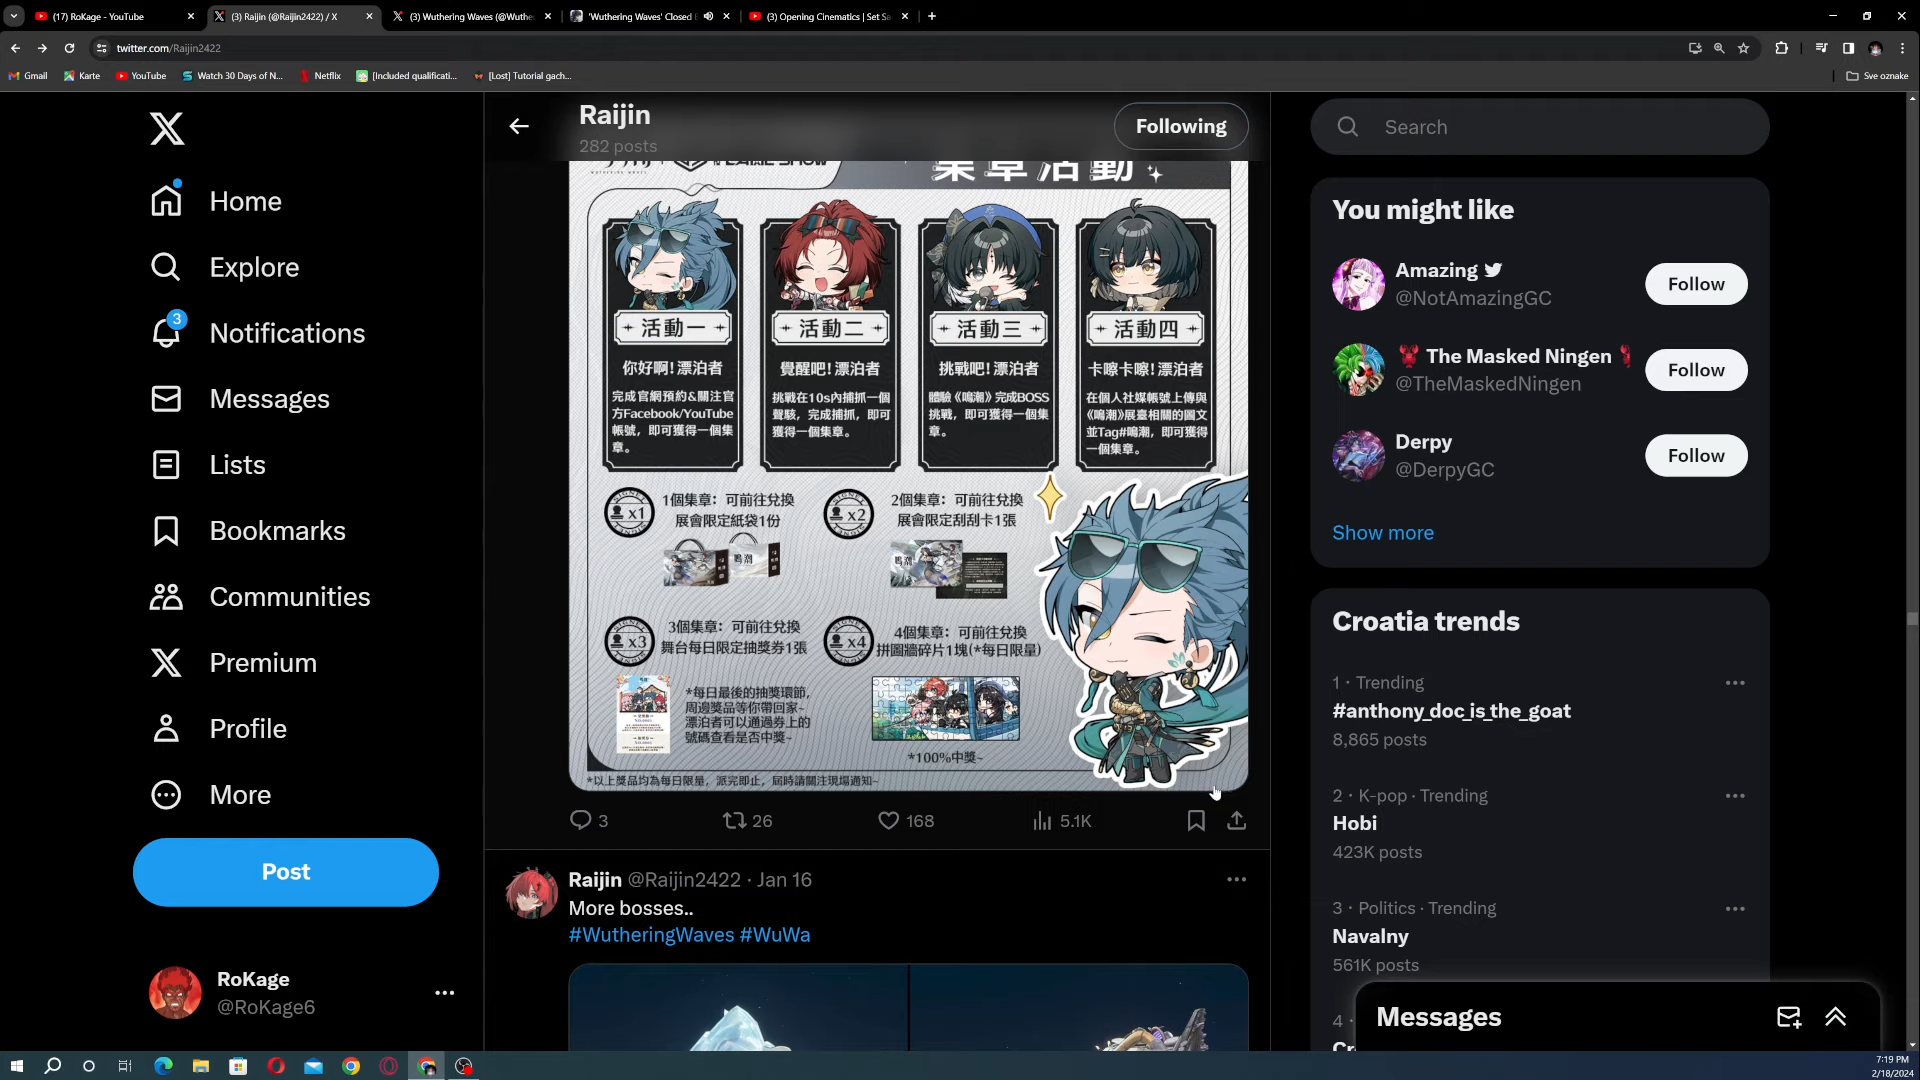 (17) RoKage - YouTube
(3) Raijin (@Raijin2422) / X
(3) Wuthering Waves (@Wuthe
'Wuthering Waves' Closed
(3) Opening Cinematics | Set Sa
twitter.com/Raijin2422
Gmail
Karte
YouTube
Watch 30 Days of N...
Netflix
[Included qualificati...
[Lost] Tutorial gach...
Sve oznake
Raijin
282 posts
Following
Search
Home
Explore
3
Notifications
Messages
Lists
Bookmarks
Communities
Premium
Profile
More
Post
RoKage
@RoKage6
集章活動
活動一
活動二
活動三
活動四
你好啊! 漂泊者
完成官網預約&關注官
方Facebook/YouTube
帳號，即可獲得一個集
章。
覺醒吧! 漂泊者
挑戰在10s內捕抓一個
聲骸，完成捕抓，即可
獲得一個集章。
挑戰吧! 漂泊者
體驗《鳴潮》完成BOSS
挑戰，即可獲得一個集
章。
卡嚓卡嚓! 漂泊者
在個人社媒帳號上傳與
《鳴潮》展臺相關的圖文
並Tag#鳴潮，即可獲得
一個集章。
x1
1個集章：可前往兌換
展會限定紙袋1份
x2
2個集章：可前往兌換
展會限定刮刮卡1張
x3
3個集章：可前往兌換
舞台每日限定抽獎券1張
x4
4個集章：可前往兌換
拼圖牆碎片1塊(*每日限量)
*每日最後的抽獎環節，
周邊獎品等你帶回家~
漂泊者可以通過券上的
號碼查看是否中獎~
*100%中獎~
*以上獎品均為每日限量，派完即止，屆時請關注現場通知~
3
26
168
5.1K
Raijin @Raijin2422 · Jan 16
More bosses..
#WutheringWaves #WuWa
You might like
Amazing
@NotAmazingGC
Follow
The Masked Ningen
@TheMaskedNingen
Follow
Derpy
@DerpyGC
Follow
Show more
Croatia trends
1 · Trending
#anthony_doc_is_the_goat
8,865 posts
2 · K-pop · Trending
Hobi
423K posts
3 · Politics · Trending
Navalny
561K posts
4 ·
Cr
Messages
7:19 PM
2/18/2024